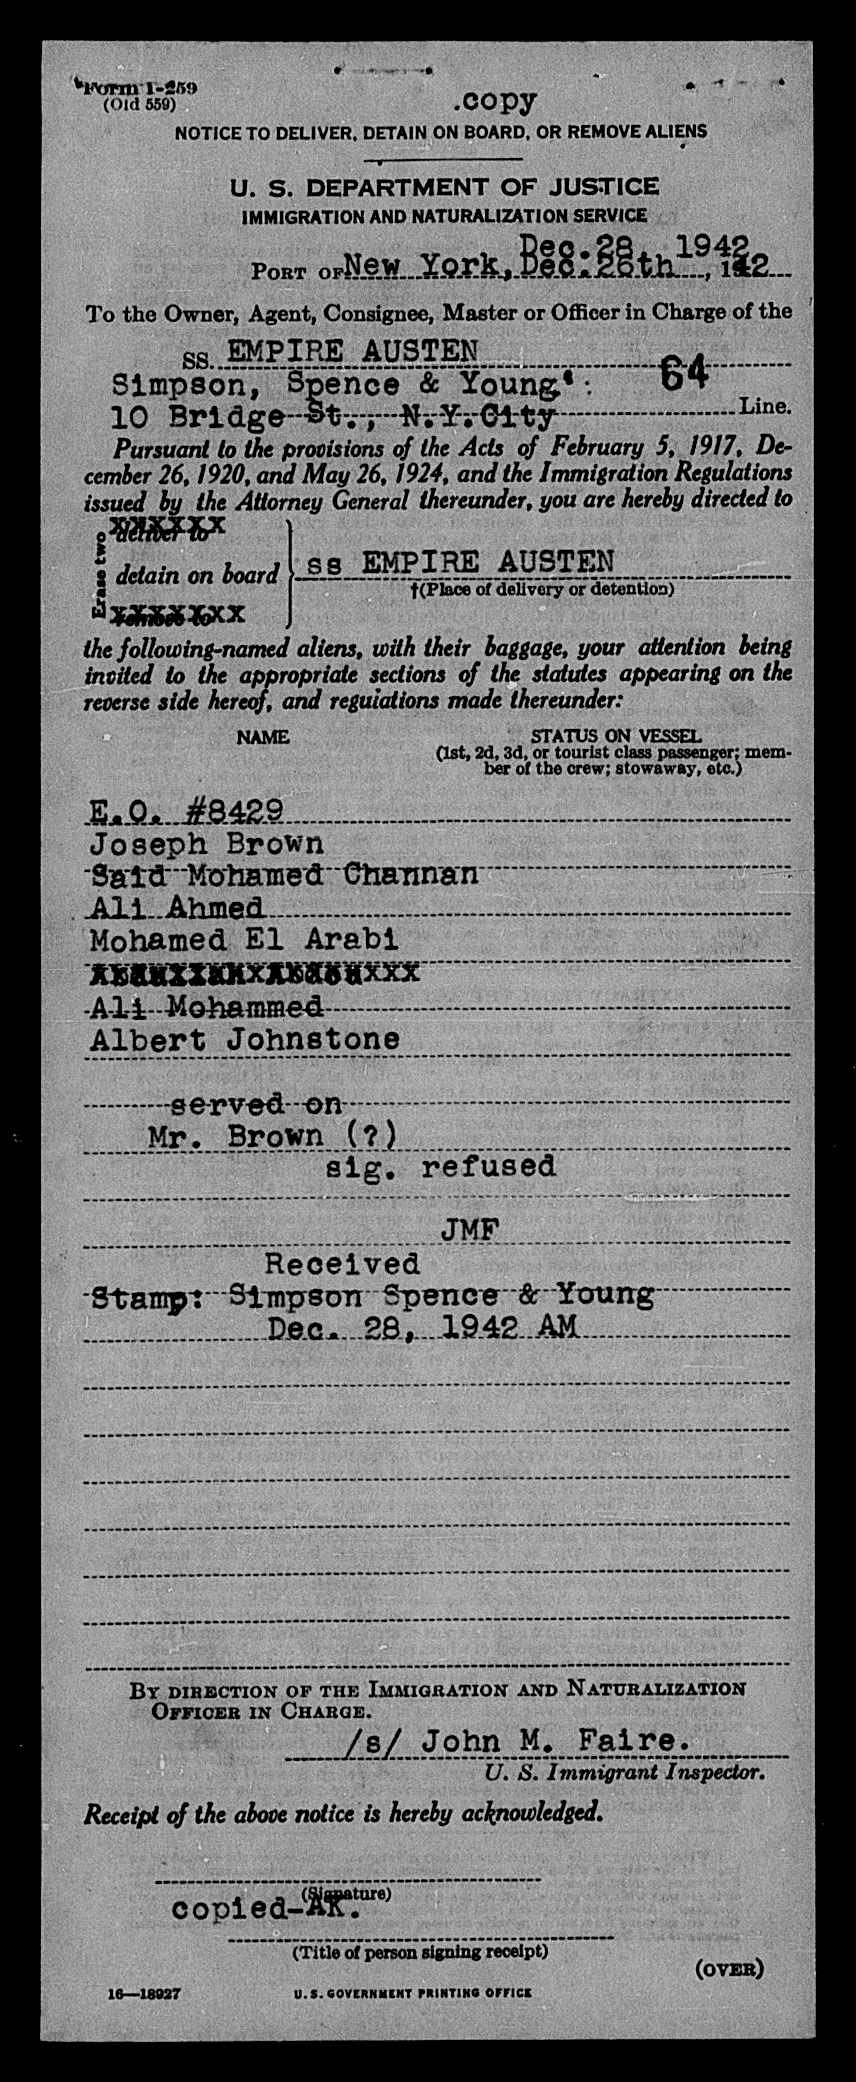 Form I-259
(Old 559)
.copy
NOTICE TO DELIVER, DETAIN ON BOARD, OR REMOVE ALIENS
U. S. DEPARTMENT OF JUSTICE
IMMIGRATION AND NATURALIZATION SERVICE
Dec. 28, 1942
PORT OF New York, Dec. 26th, 192
To the Owner, Agent, Consignee, Master or Officer in Charge of the
SS. EMPIRE AUSTEN
Simpson, Spence & Young : 64
10 Bridge St., N.Y.City Line.
Pursuant to the provisions of the Acts of February 5, 1917, De-
cember 26, 1920, and May 26, 1924, and the Immigration Regulations
issued by the Attorney General thereunder, you are hereby directed to
Erase two
deliver to
detain on board
ss EMPIRE AUSTEN
†(Place of delivery or detention)
remove to
the following-named aliens, with their baggage, your attention being
invited to the appropriate sections of the statutes appearing on the
reverse side hereof, and regulations made thereunder:
NAME STATUS ON VESSEL
(1st, 2d, 3d, or tourist class passenger; mem-
ber of the crew; stowaway, etc.)
E.O. #8429
Joseph Brown
Said Mohamed Channan
Ali Ahmed
Mohamed El Arabi
Ali Mohammed
Albert Johnstone
served on
Mr. Brown (?)
sig. refused
JMF
Received
Stamp: Simpson Spence & Young
Dec. 28, 1942 AM
BY DIRECTION OF THE IMMIGRATION AND NATURALIZATION
OFFICER IN CHARGE.
/s/ John M. Faire.
U. S. Immigrant Inspector.
Receipt of the above notice is hereby acknowledged.
(Signature)
copied-AK.
(Title of person signing receipt)
(OVER)
16—18927 U. S. GOVERNMENT PRINTING OFFICE